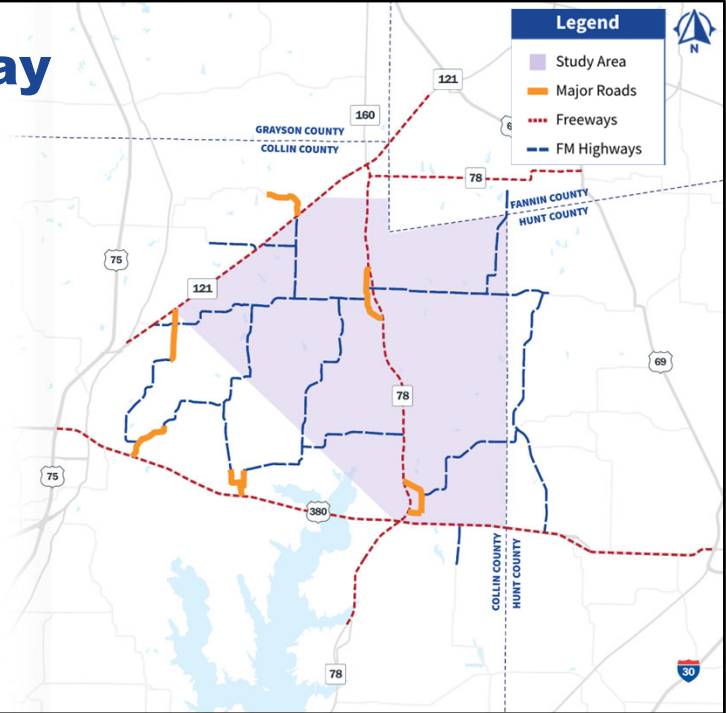 ay
Legend
Study Area
Major Roads
Freeways
FM Highways
N
121
160
6
GRAYSON COUNTY
COLLIN COUNTY
78
FANNIN COUNTY
HUNT COUNTY
75
121
69
78
75
380
COLLIN COUNTY
HUNT COUNTY
78
30